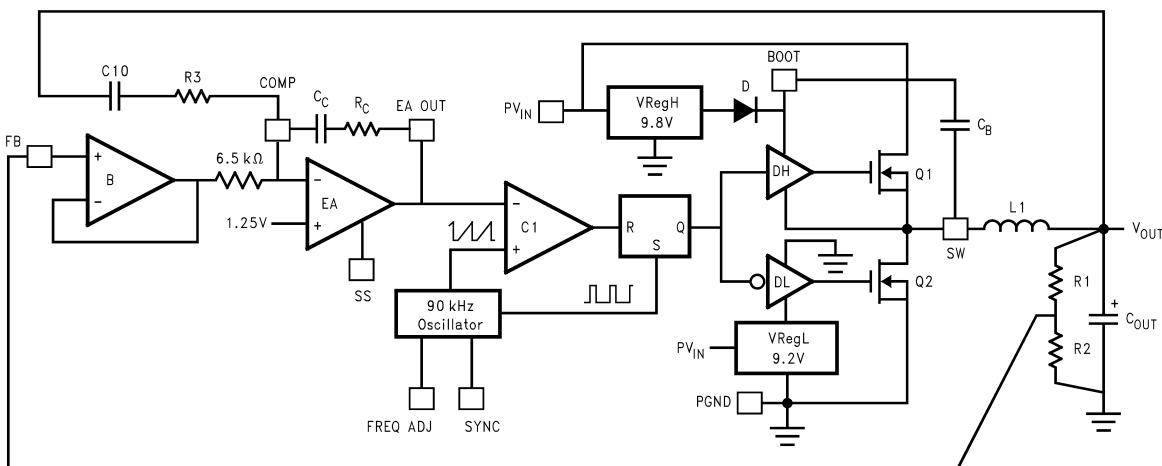 C10
R3
COMP
CC
RC
EA OUT
FB
+
B
−
6.5 kΩ
−
EA
+
1.25V
SS
−
C1
+
90 kHz
Oscillator
FREQ ADJ
SYNC
R
S
Q
PVIN
VRegH
9.8V
D
BOOT
CB
DH
Q1
DL
Q2
SW
L1
VOUT
PVIN
VRegL
9.2V
PGND
R1
R2
+
COUT